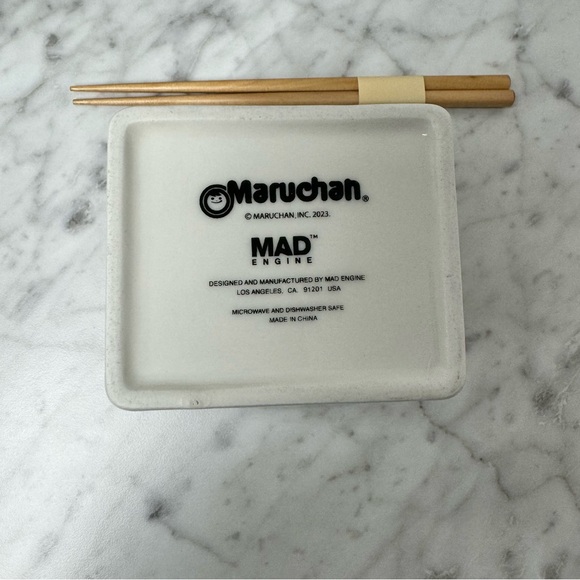 Maruchan®
© MARUCHAN, INC. 2023.
MAD™
ENGINE
DESIGNED AND MANUFACTURED BY MAD ENGINE
LOS ANGELES, CA. 91201 USA
MICROWAVE AND DISHWASHER SAFE
MADE IN CHINA